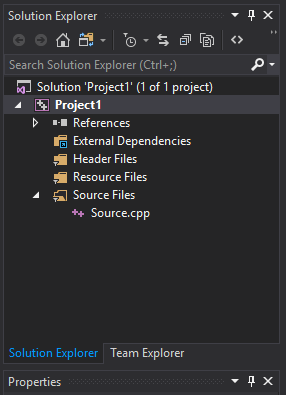 Solution Explorer
Search Solution Explorer (Ctrl+;)
Solution 'Project1' (1 of 1 project)
Project1
References
External Dependencies
Header Files
Resource Files
Source Files
Source.cpp
Solution Explorer Team Explorer
Properties